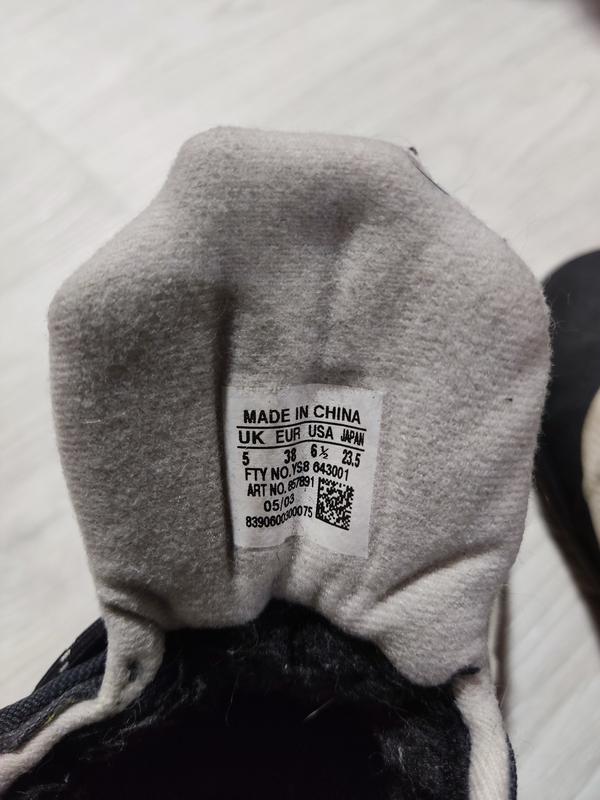 MADE IN CHINA
UK EUR USA JAPAN
5 38 6½ 23.5
FTY NO.YS8 643001
ART NO. 857891
05/03
8390600300075